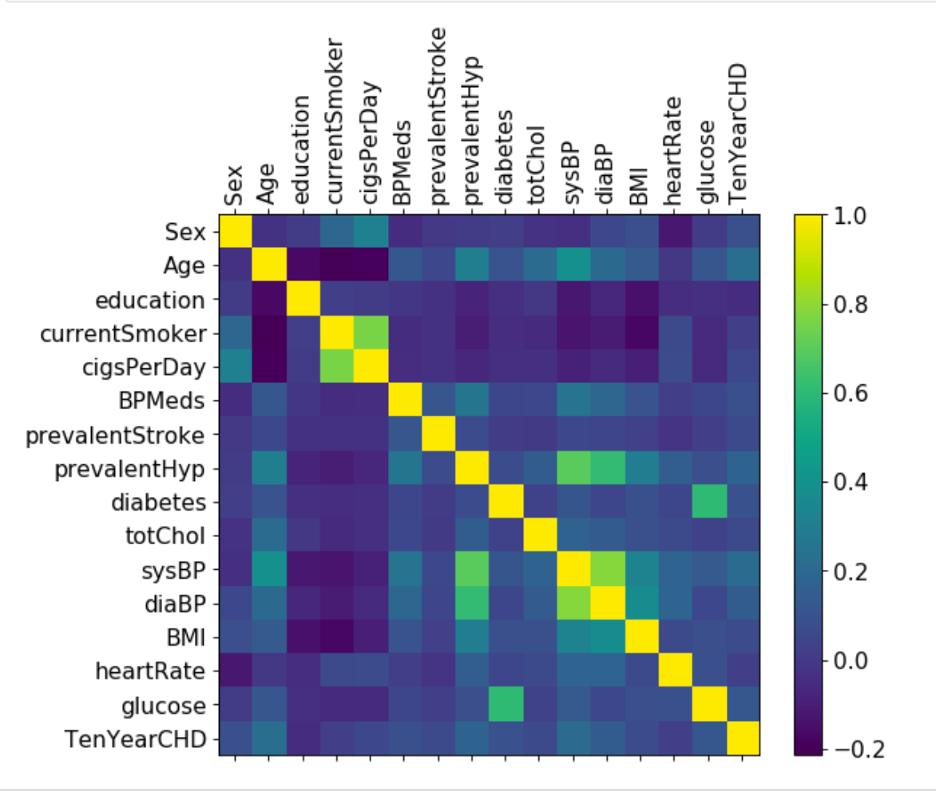 Sex
Age
education
currentSmoker
cigsPerDay
BPMeds
prevalentStroke
prevalentHyp
diabetes
totChol
sysBP
diaBP
BMI
heartRate
glucose
TenYearCHD
Sex
Age
education
currentSmoker
cigsPerDay
BPMeds
prevalentStroke
prevalentHyp
diabetes
totChol
sysBP
diaBP
BMI
heartRate
glucose
TenYearCHD
1.0
0.8
0.6
0.4
0.2
0.0
−0.2